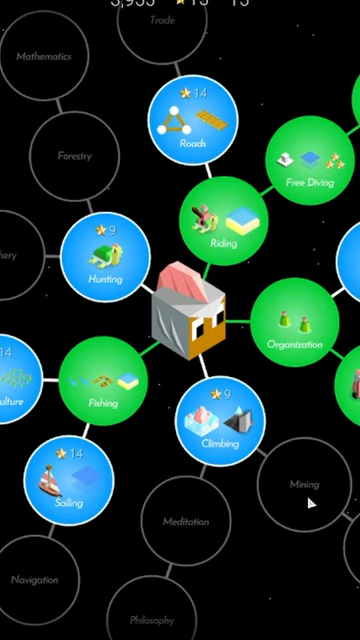 Trade
Mathematics
14
Roads
Forestry
Free Diving
9
Hunting
Riding
Organization
14
Fishing
9
Climbing
14
Sailing
Mining
Meditation
Navigation
Philosophy